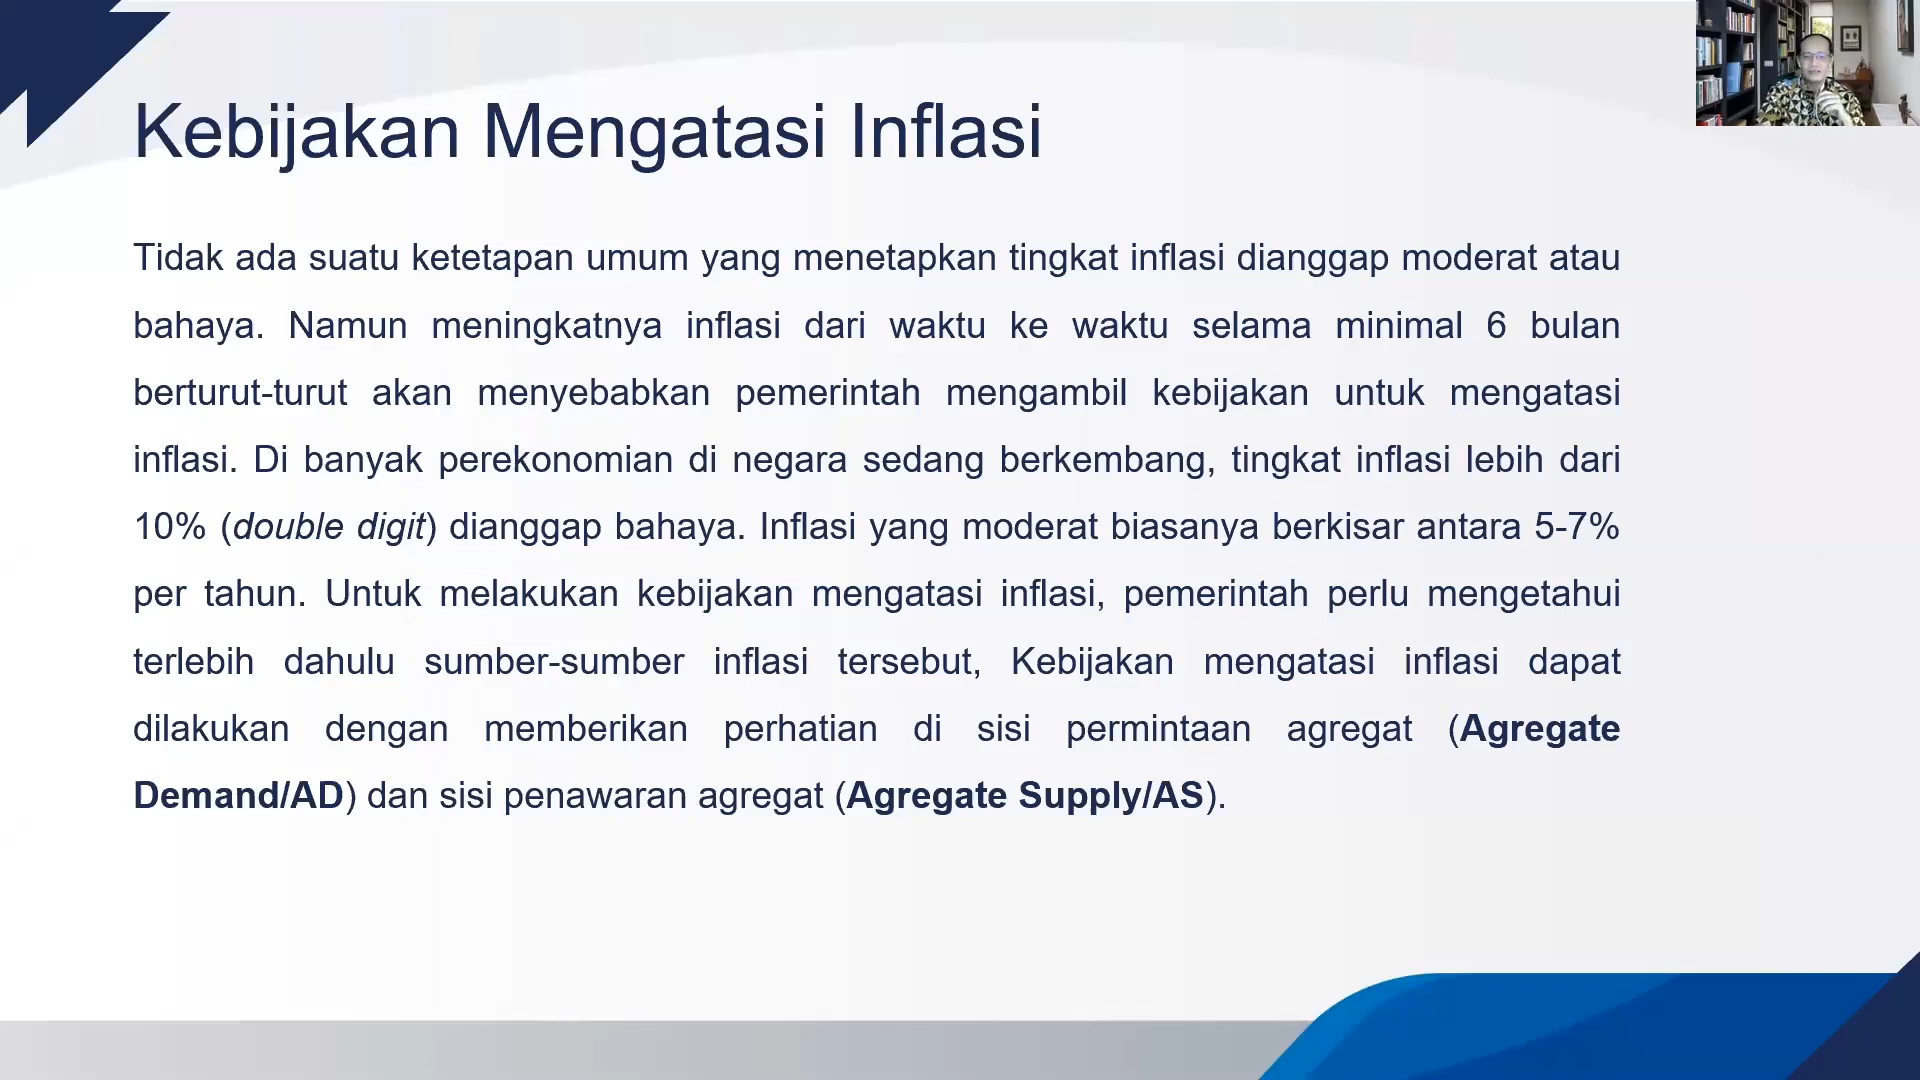 Kebijakan Mengatasi Inflasi
Tidak ada suatu ketetapan umum yang menetapkan tingkat inflasi dianggap moderat atau
bahaya. Namun meningkatnya inflasi dari waktu ke waktu selama minimal 6 bulan
berturut-turut akan menyebabkan pemerintah mengambil kebijakan untuk mengatasi
inflasi. Di banyak perekonomian di negara sedang berkembang, tingkat inflasi lebih dari
10% (double digit) dianggap bahaya. Inflasi yang moderat biasanya berkisar antara 5-7%
per tahun. Untuk melakukan kebijakan mengatasi inflasi, pemerintah perlu mengetahui
terlebih dahulu sumber-sumber inflasi tersebut, Kebijakan mengatasi inflasi dapat
dilakukan dengan memberikan perhatian di sisi permintaan agregat (Agregate
Demand/AD) dan sisi penawaran agregat (Agregate Supply/AS).